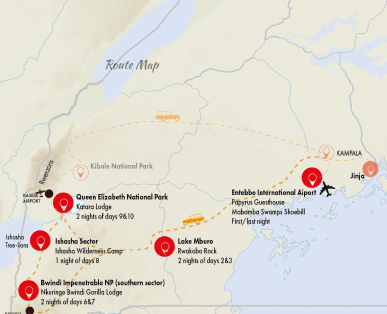 Route Map
KAMPALA
Kibale National Park
Rwenzoris
Jinja
KASESE
AIRPORT
Queen Elizabeth National Park
Katara Lodge
2 nights of days 9&10
Entebbe International Aiport
Papyrus Guesthouse
Mabamba Swamps Shoebill
First/last night
Ishasha
Tree-lions
Ishasha Sector
Ishasha Wilderness Camp
1 night of days 8
Lake Mburo
Rwakobo Rock
2 nights of days 2&3
Bwindi Impenetrable NP (southern sector)
Nkuringo Bwindi Gorilla Lodge
2 nights of days 6&7